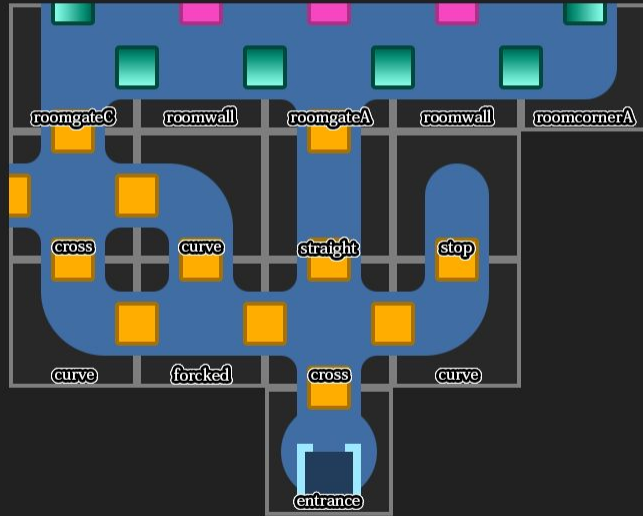 roomgateC roomwall roomgateA roomwall roomcornerA
cross curve straight stop
curve forcked cross curve
entrance